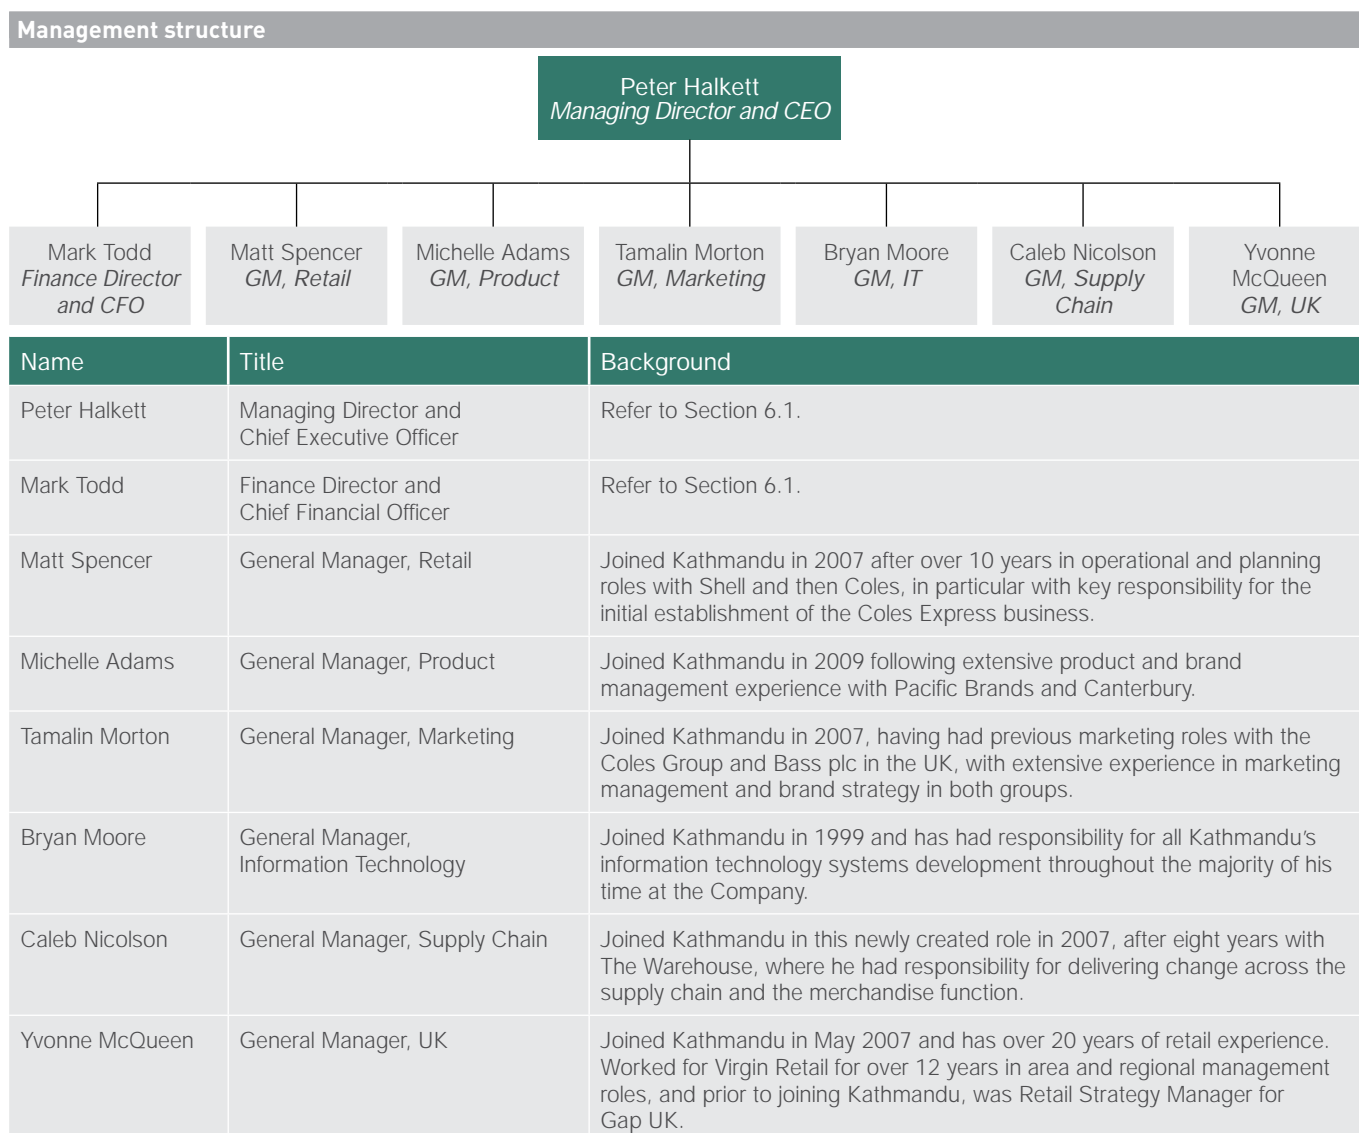 Management structure
Peter Halkett
Managing Director and CEO
Mark Todd
Finance Director
and CFO
Matt Spencer
GM, Retail
Michelle Adams
GM, Product
Tamalin Morton
GM, Marketing
Bryan Moore
GM, IT
Caleb Nicolson
GM, Supply
Chain
Yvonne
McQueen
GM, UK
Name Title Background
Peter Halkett Managing Director and Refer to Section 6.1.
Chief Executive Officer
Mark Todd Finance Director and Refer to Section 6.1.
Chief Financial Officer
Matt Spencer General Manager, Retail Joined Kathmandu in 2007 after over 10 years in operational and planning
roles with Shell and then Coles, in particular with key responsibility for the
initial establishment of the Coles Express business.
Michelle Adams General Manager, Product Joined Kathmandu in 2009 following extensive product and brand
management experience with Pacific Brands and Canterbury.
Tamalin Morton General Manager, Marketing Joined Kathmandu in 2007, having had previous marketing roles with the
Coles Group and Bass plc in the UK, with extensive experience in marketing
management and brand strategy in both groups.
Bryan Moore General Manager, Joined Kathmandu in 1999 and has had responsibility for all Kathmandu's
Information Technology information technology systems development throughout the majority of his
time at the Company.
Caleb Nicolson General Manager, Supply Chain Joined Kathmandu in this newly created role in 2007, after eight years with
The Warehouse, where he had responsibility for delivering change across the
supply chain and the merchandise function.
Yvonne McQueen General Manager, UK Joined Kathmandu in May 2007 and has over 20 years of retail experience.
Worked for Virgin Retail for over 12 years in area and regional management
roles, and prior to joining Kathmandu, was Retail Strategy Manager for
Gap UK.